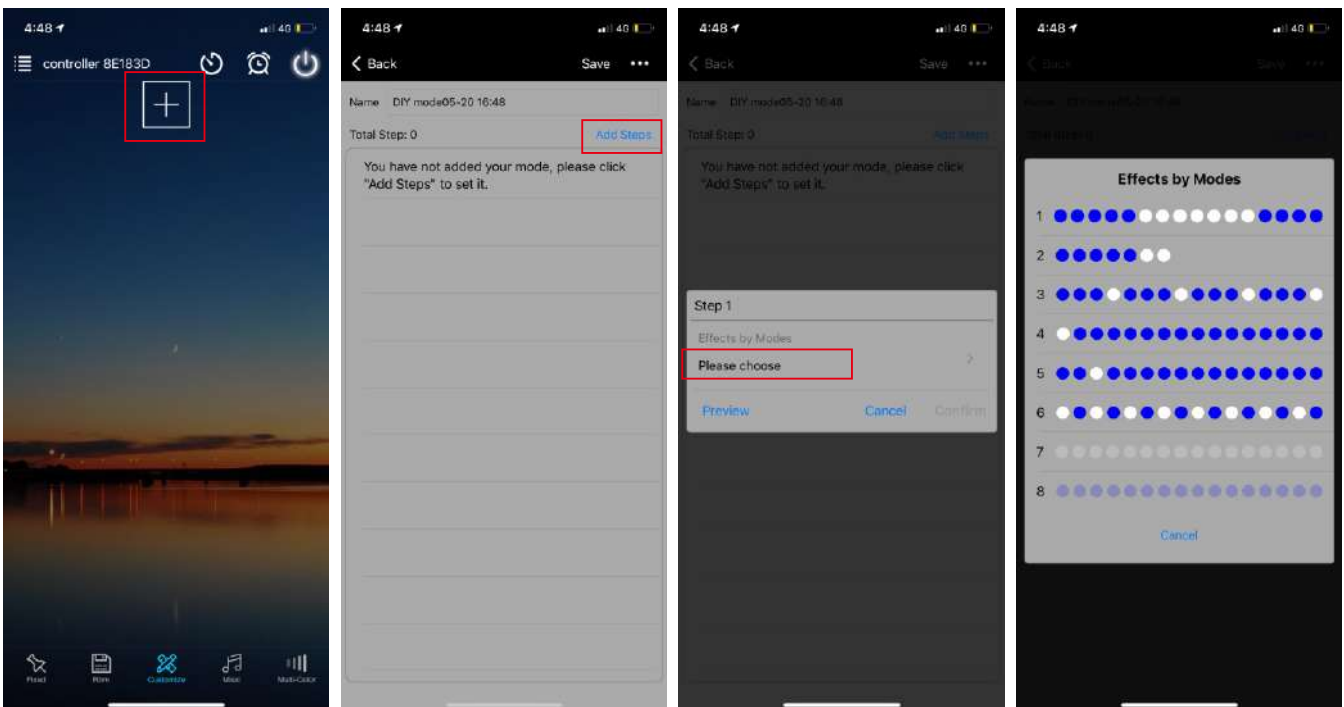 4:48
4G
controller 8E183D
Customize
Music
Multi-Color
4:48
4G
Back
Save •••
Name DIY mode05-20 16:48
Total Step: 0 Add Steps
You have not added your mode, please click
"Add Steps" to set it.
4:48
4G
Back
Save •••
Name DIY mode05-20 16:48
Total Step: 0 Add Steps
You have not added your mode, please click
"Add Steps" to set it.
Step 1
Effects by Modes
Please choose
Preview Cancel Confirm
4:48
4G
Back
Save •••
Effects by Modes
1
2
3
4
5
6
7
8
Cancel